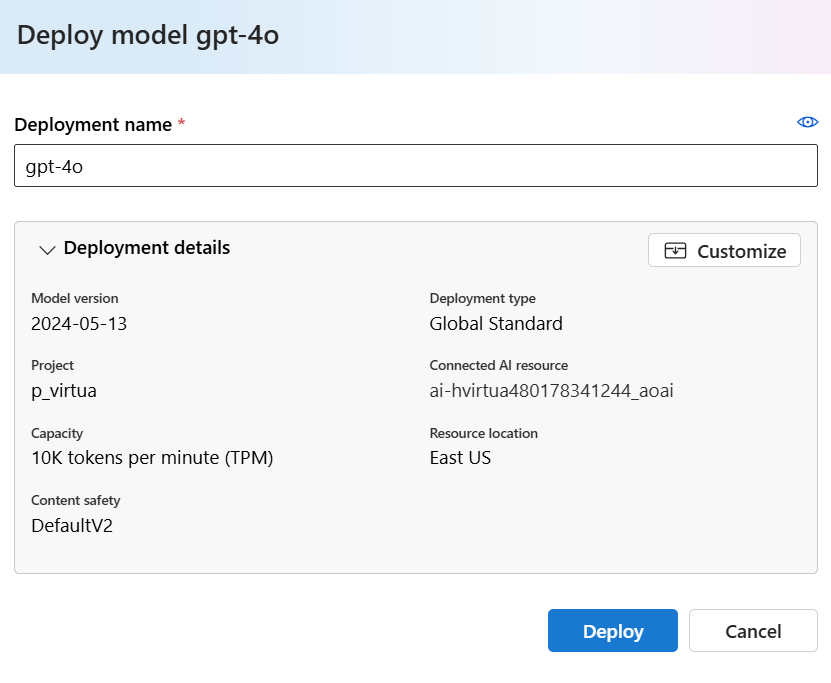 Deploy model gpt-4o
Deployment name *
gpt-4o
Deployment details
Customize
Model version
2024-05-13
Deployment type
Global Standard
Project
p_virtua
Connected AI resource
ai-hvirtua480178341244_aoai
Capacity
10K tokens per minute (TPM)
Resource location
East US
Content safety
DefaultV2
Deploy
Cancel